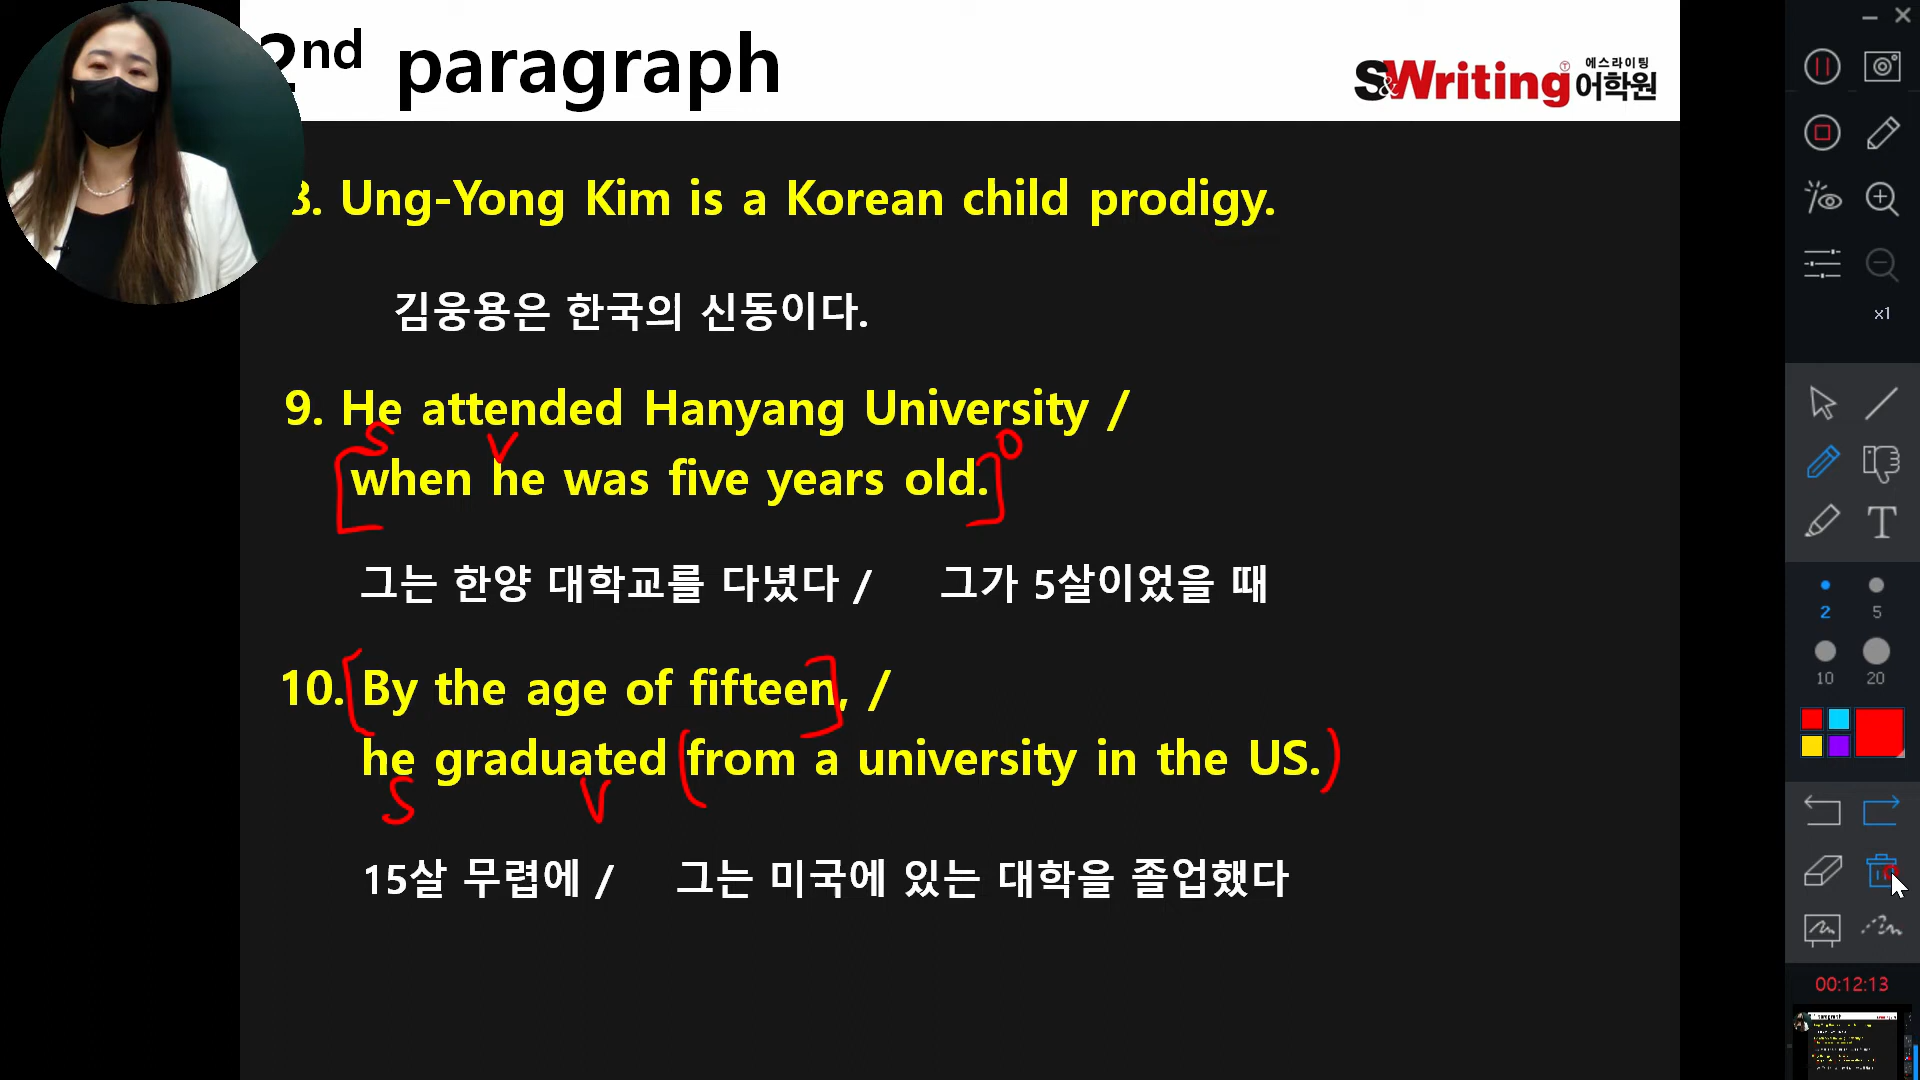 2nd paragraph
S&Writing 에스라이팅 어학원
8. Ung-Yong Kim is a Korean child prodigy.
김웅용은 한국의 신동이다.
9. He attended Hanyang University /
S V O
when he was five years old.
그는 한양 대학교를 다녔다 / 그가 5살이었을 때
10. By the age of fifteen, /
he graduated from a university in the US.
S V
15살 무렵에 / 그는 미국에 있는 대학을 졸업했다
x1
T
2 5
10 20
00:12:13